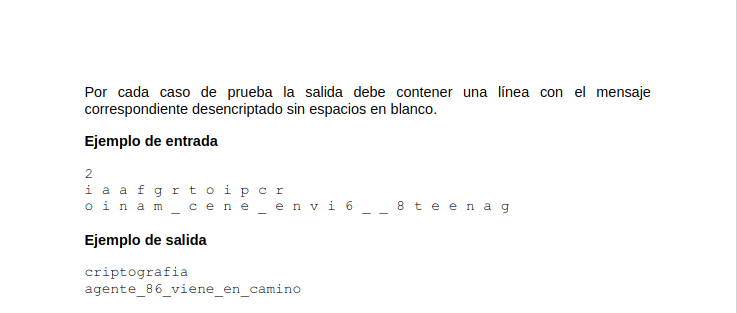 Por cada caso de prueba la salida debe contener una línea con el mensaje
correspondiente desencriptado sin espacios en blanco.
Ejemplo de entrada
2
i a a f g r t o i p c r
o i n a m _ c e n e _ e n v i 6 _ _ 8 t e e n a g
Ejemplo de salida
criptografia
agente_86_viene_en_camino